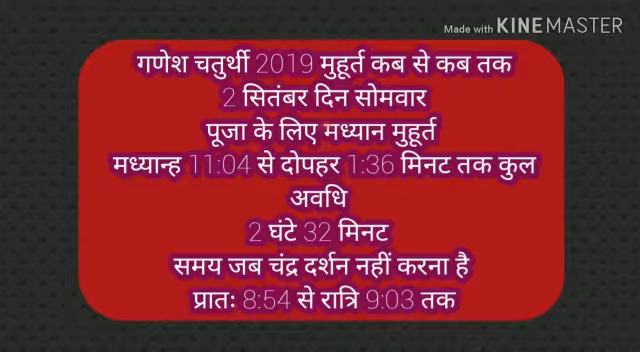 Made with KINEMASTER
गणेश चतुर्थी 2019 मुहूर्त कब से कब तक
2 सितंबर दिन सोमवार
पूजा के लिए मध्यान मुहूर्त
मध्यान्ह 11:04 से दोपहर 1:36 मिनट तक कुल
अवधि
2 घंटे 32 मिनट
समय जब चंद्र दर्शन नहीं करना है
प्रातः 8:54 से रात्रि 9:03 तक